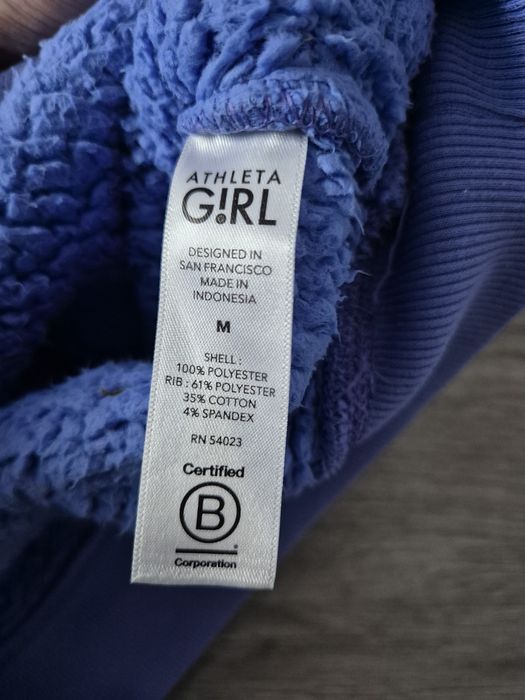 ATHLETA
G!RL
DESIGNED IN
SAN FRANCISCO
MADE IN
INDONESIA
M
SHELL :
100% POLYESTER
RIB : 61% POLYESTER
35% COTTON
4% SPANDEX
RN 54023
Certified
B
Corporation